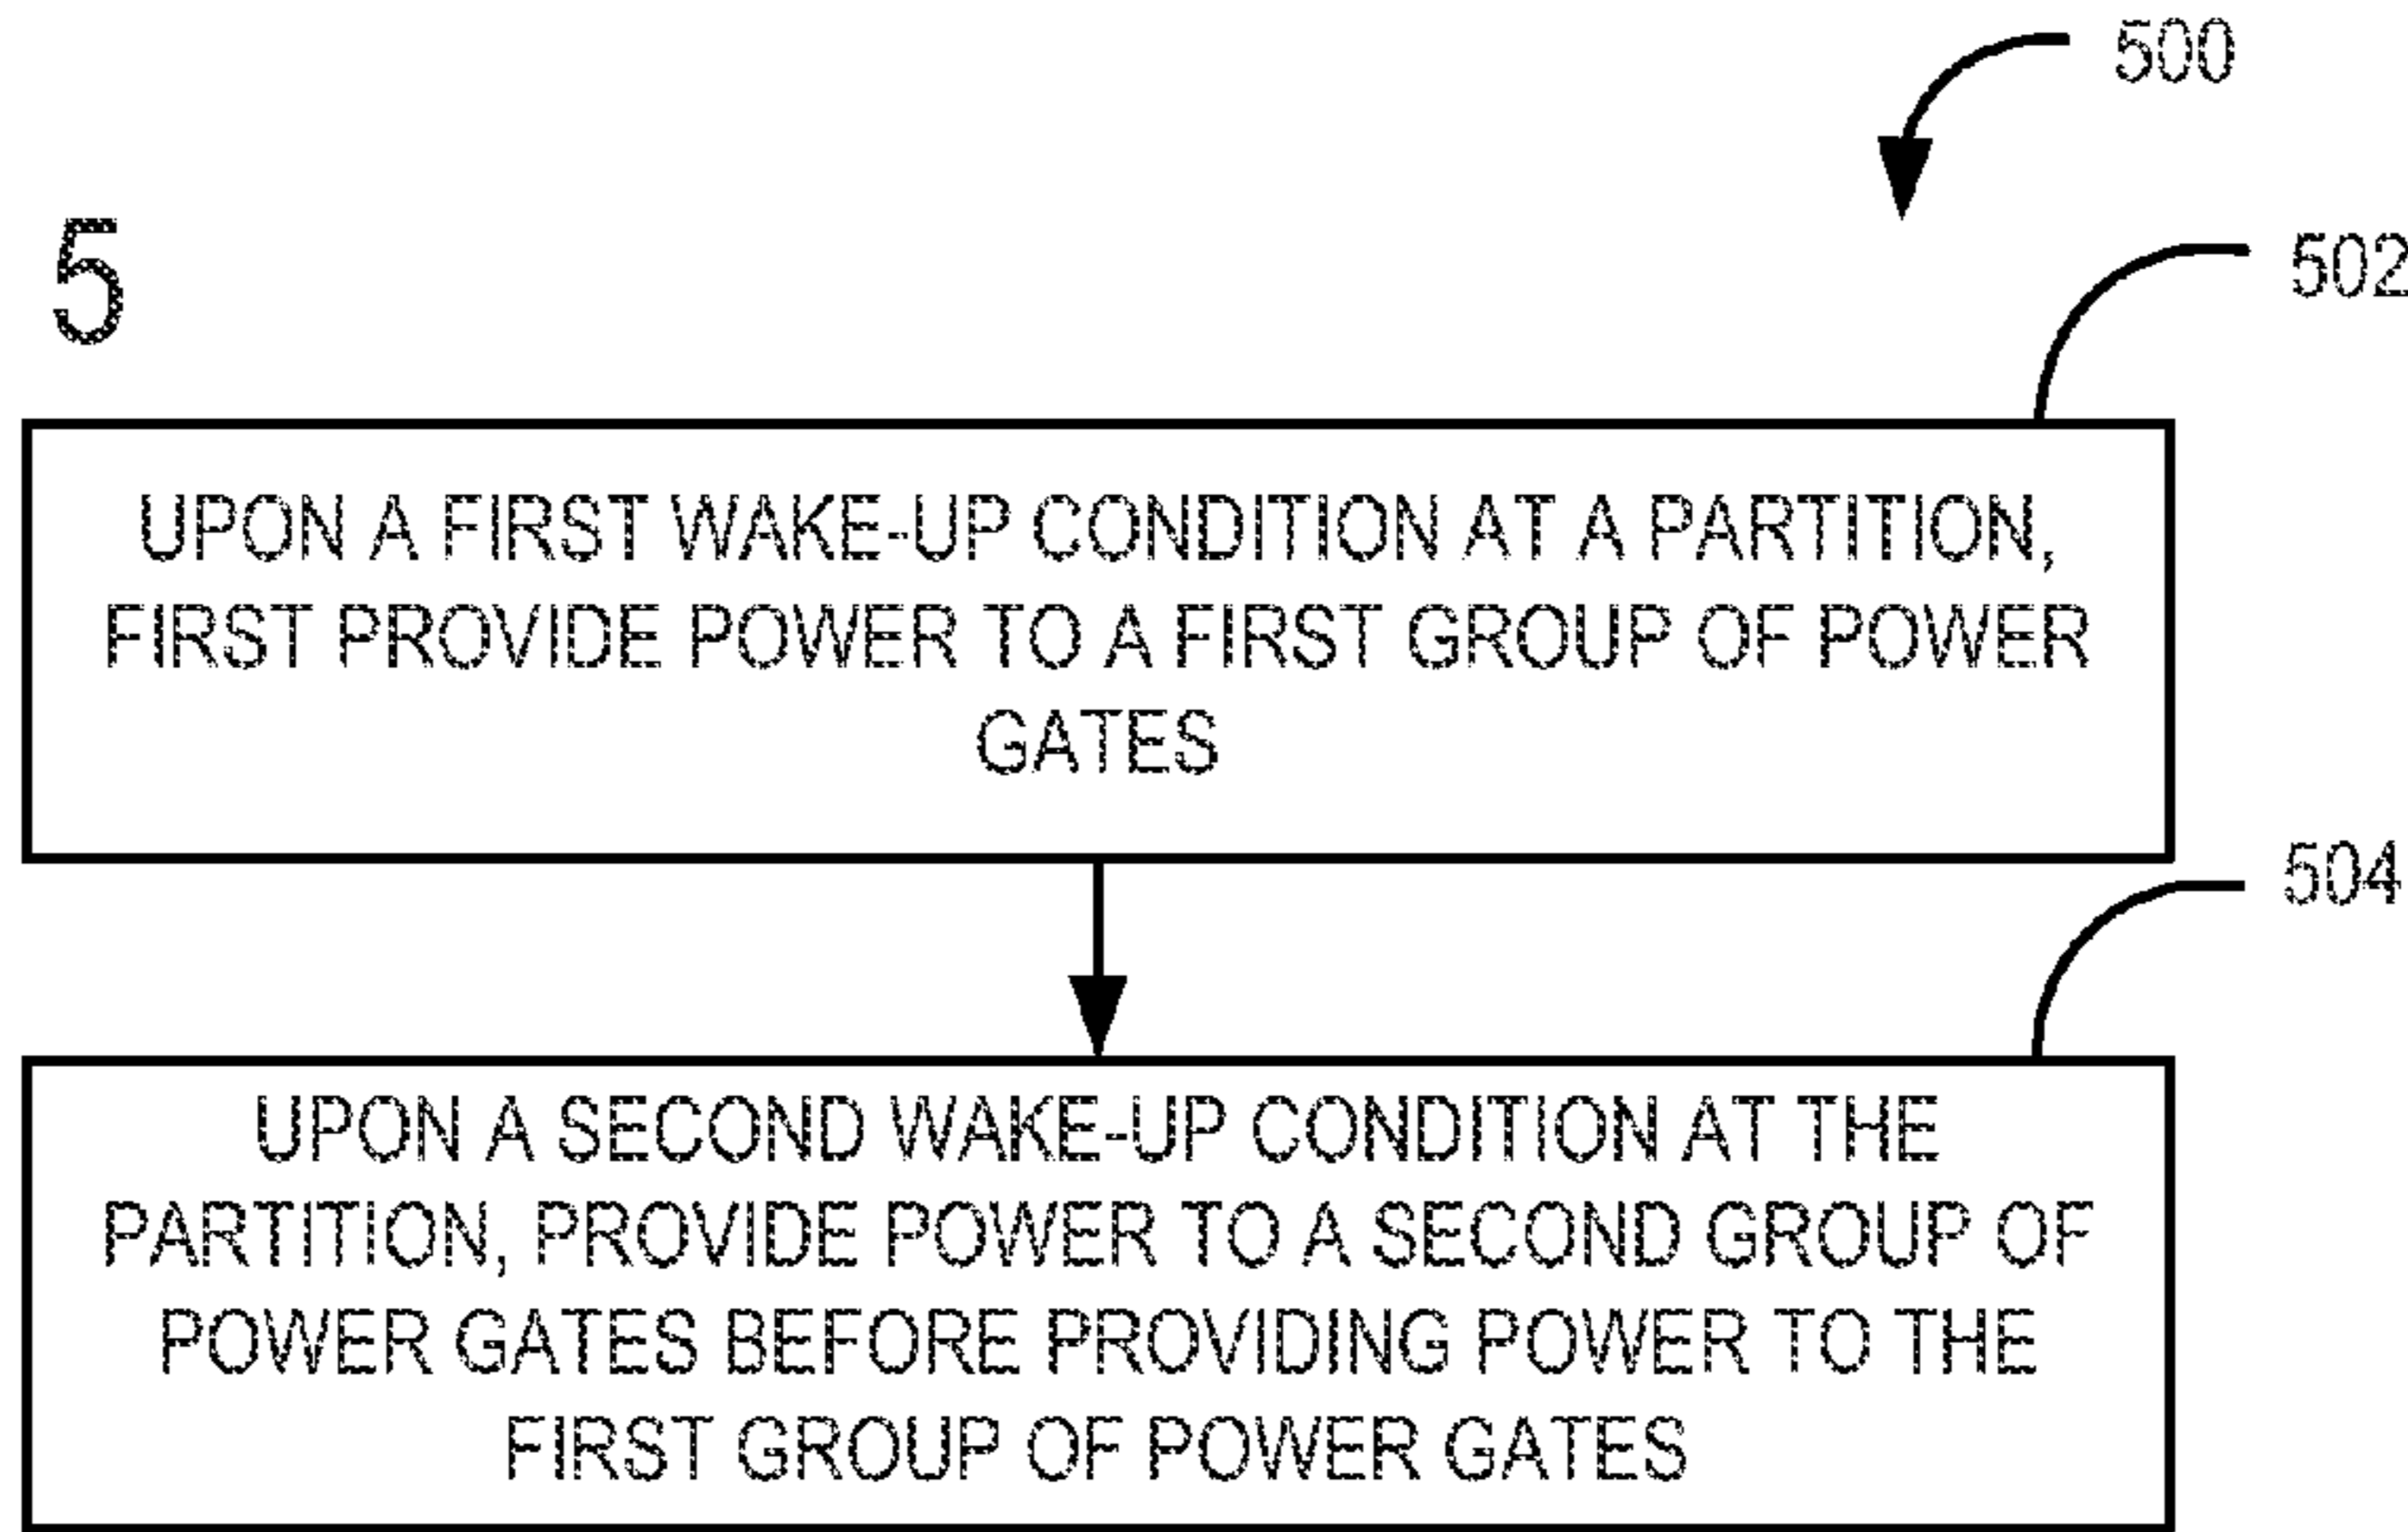 500
5
502
UPON A FIRST WAKE-UP CONDITION AT A PARTITION,
FIRST PROVIDE POWER TO A FIRST GROUP OF POWER
GATES
504
UPON A SECOND WAKE-UP CONDITION AT THE
PARTITION, PROVIDE POWER TO A SECOND GROUP OF
POWER GATES BEFORE PROVIDING POWER TO THE
FIRST GROUP OF POWER GATES